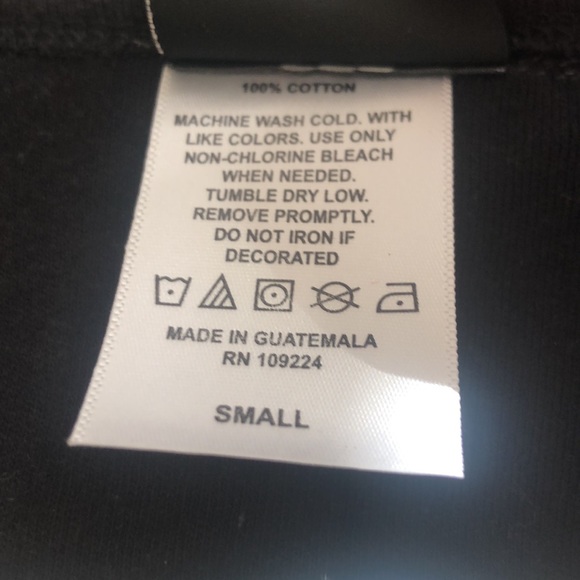 100% COTTON
MACHINE WASH COLD. WITH
LIKE COLORS. USE ONLY
NON-CHLORINE BLEACH
WHEN NEEDED.
TUMBLE DRY LOW.
REMOVE PROMPTLY.
DO NOT IRON IF
DECORATED
MADE IN GUATEMALA
RN 109224
SMALL